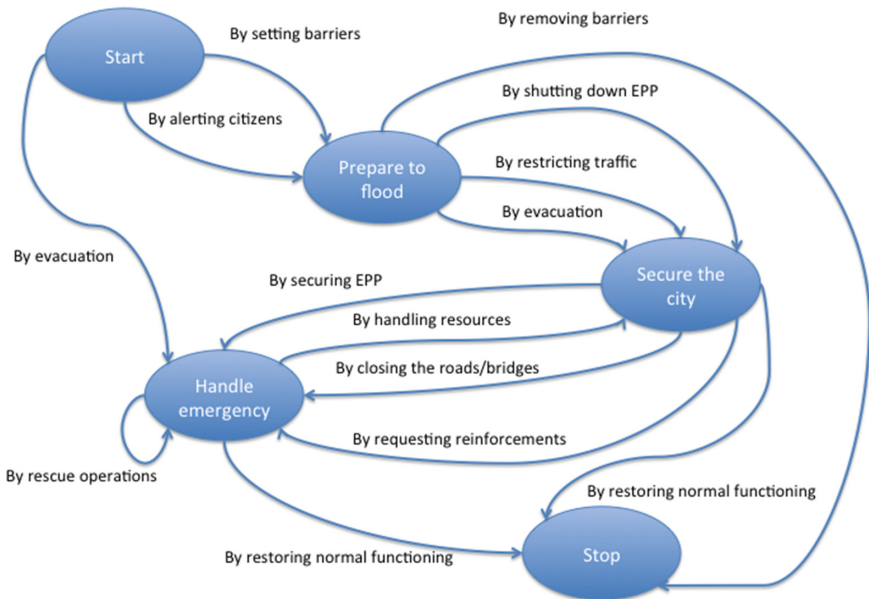 By removing barriers
By setting barriers
Start
By shutting down EPP
By alerting citizens
Prepare to
flood
By restricting traffic
By evacuation
By evacuation
Secure the
city
By securing EPP
By handling resources
By closing the roads/bridges
Handle
emergency
By requesting reinforcements
By rescue operations
By restoring normal functioning
By restoring normal functioning
Stop